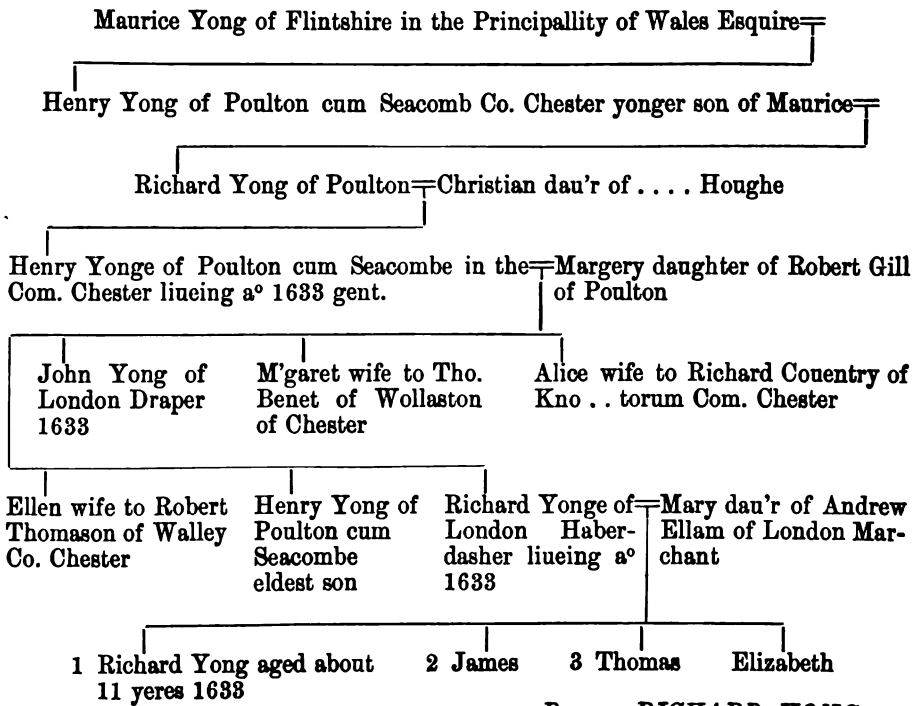 Maurice Yong of Flintshire in the Principallity of Wales Esquire
Henry Yong of Poulton cum Seacomb Co. Chester yonger son of Maurice
Richard Yong of Poulton Christian dau'r of .... Houghe
Henry Yonge of Poulton cum Seacombe in the
Com. Chester liueing aº 1633 gent.
Margery daughter of Robert Gill
of Poulton
John Yong of
London Draper
1633
M'garet wife to Tho.
Benet of Wollaston
of Chester
Alice wife to Richard Couentry of
Kno . . torum Com. Chester
Ellen wife to Robert
Thomason of Walley
Co. Chester
Henry Yong of
Poulton cum
Seacombe
eldest son
Richard Yonge of
London Haber-
dasher liueing aº
1633
Mary dau'r of Andrew
Ellam of London Mar-
chant
1 Richard Yong aged about
11 yeres 1633
2 James
3 Thomas
Elizabeth